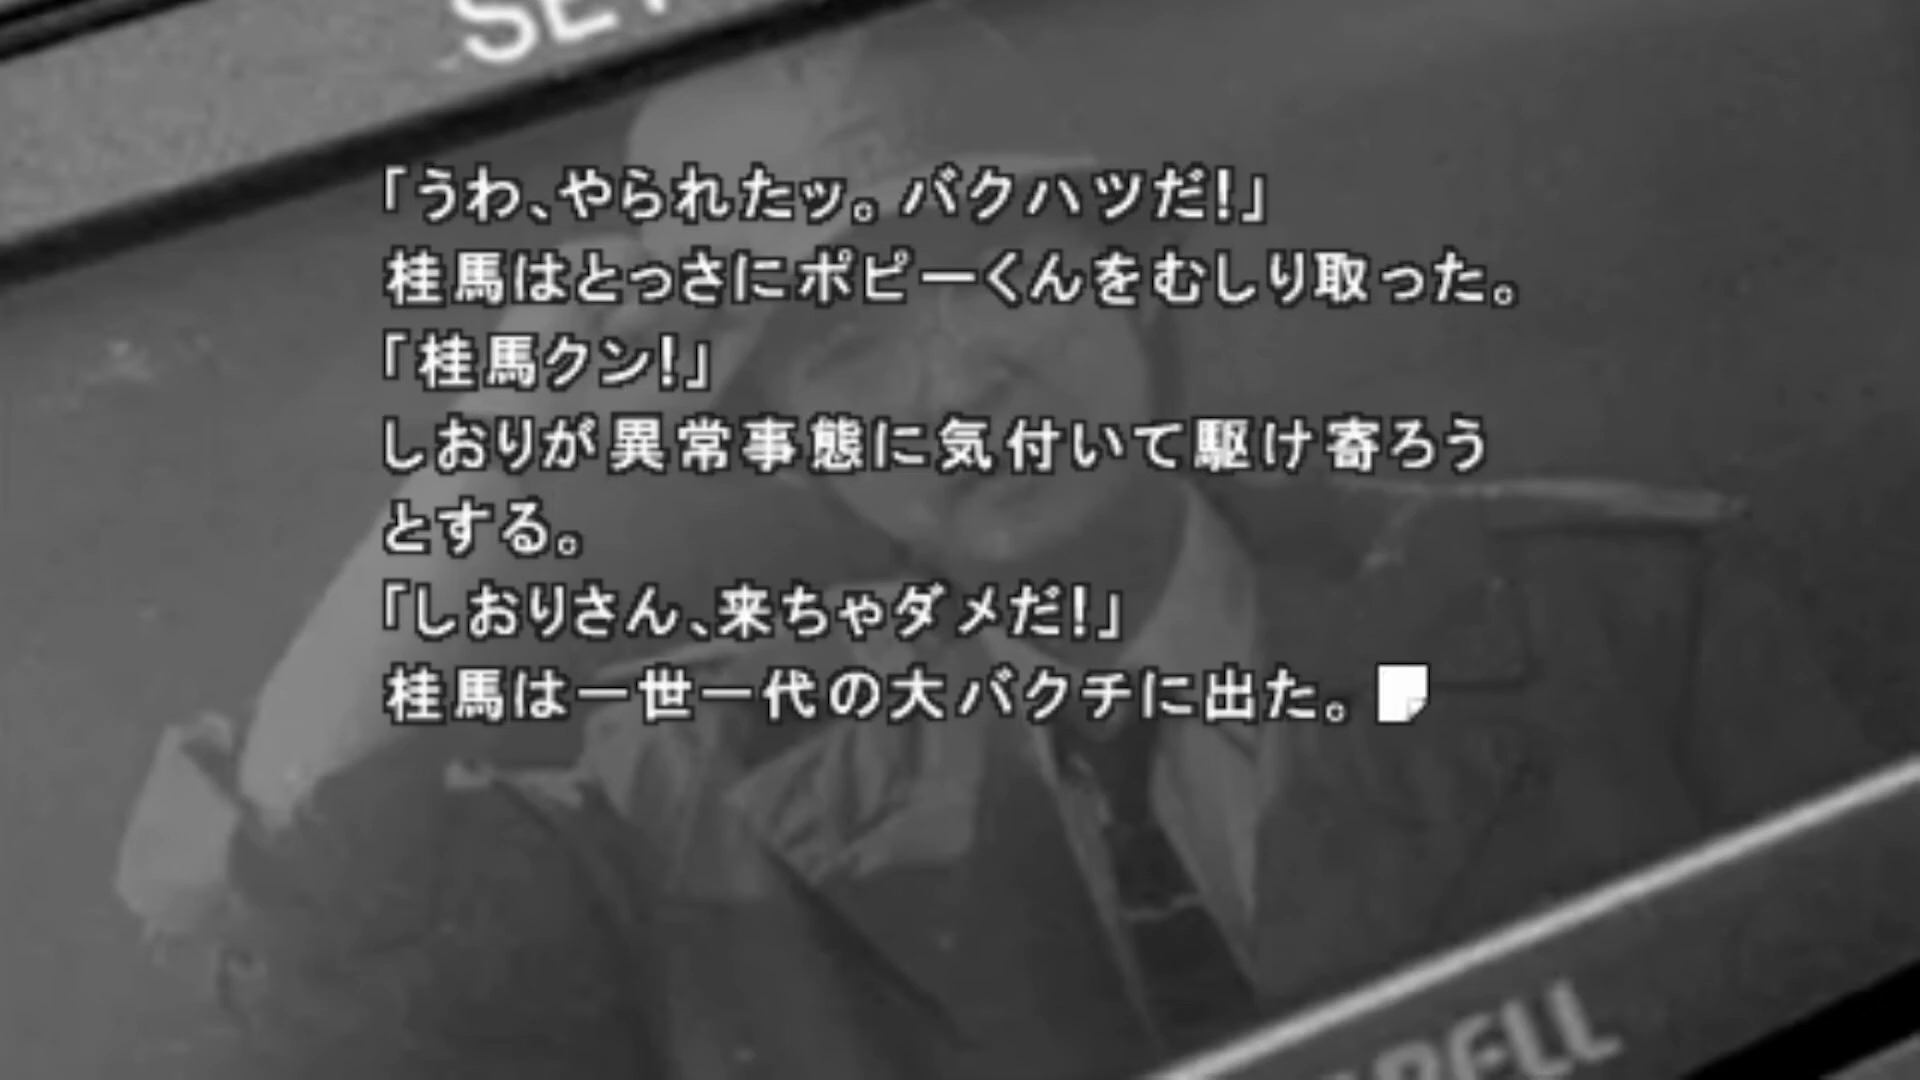 SE
「うわ、やられたッ。バクハツだ!」
桂馬はとっさにポピーくんをむしり取った。
「桂馬クン!」
しおりが異常事態に気付いて駆け寄ろう
とする。
「しおりさん、来ちゃダメだ!」
桂馬は一世一代の大バクチに出た。